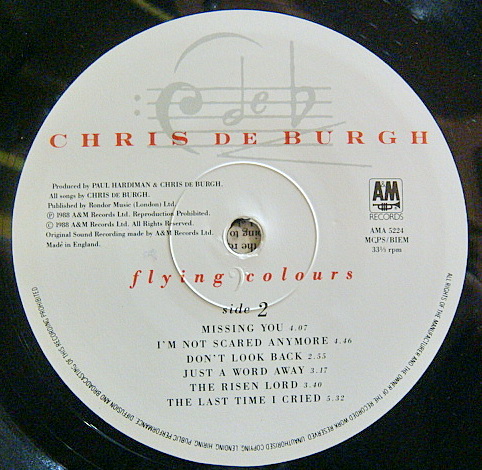 CdeB
CHRIS DE BURGH
Produced by PAUL HARDIMAN & CHRIS DE BURGH.
All songs by CHRIS DE BURGH.
Published by Rondor Music (London) Ltd.
℗ 1988 A&M Records Ltd. Reproduction Prohibited.
© 1988 A&M Records Ltd. All Rights Reserved.
Original Sound Recording made by A&M Records Ltd.
Made in England.
A&M
RECORDS
AMA 5224
MCPS/BIEM
33⅓ rpm
flying colours
side 2
MISSING YOU 4.07
I'M NOT SCARED ANYMORE 4.46
DON'T LOOK BACK 2.55
JUST A WORD AWAY 3.17
THE RISEN LORD 3.40
THE LAST TIME I CRIED 5.32
ALL RIGHTS OF THE MANUFACTURER AND THE OWNER OF THE RECORDED WORK RESERVED. UNAUTHORISED COPYING, LENDING, HIRING, PUBLIC PERFORMANCE, DIFFUSION AND BROADCASTING OF THIS RECORDING PROHIBITED